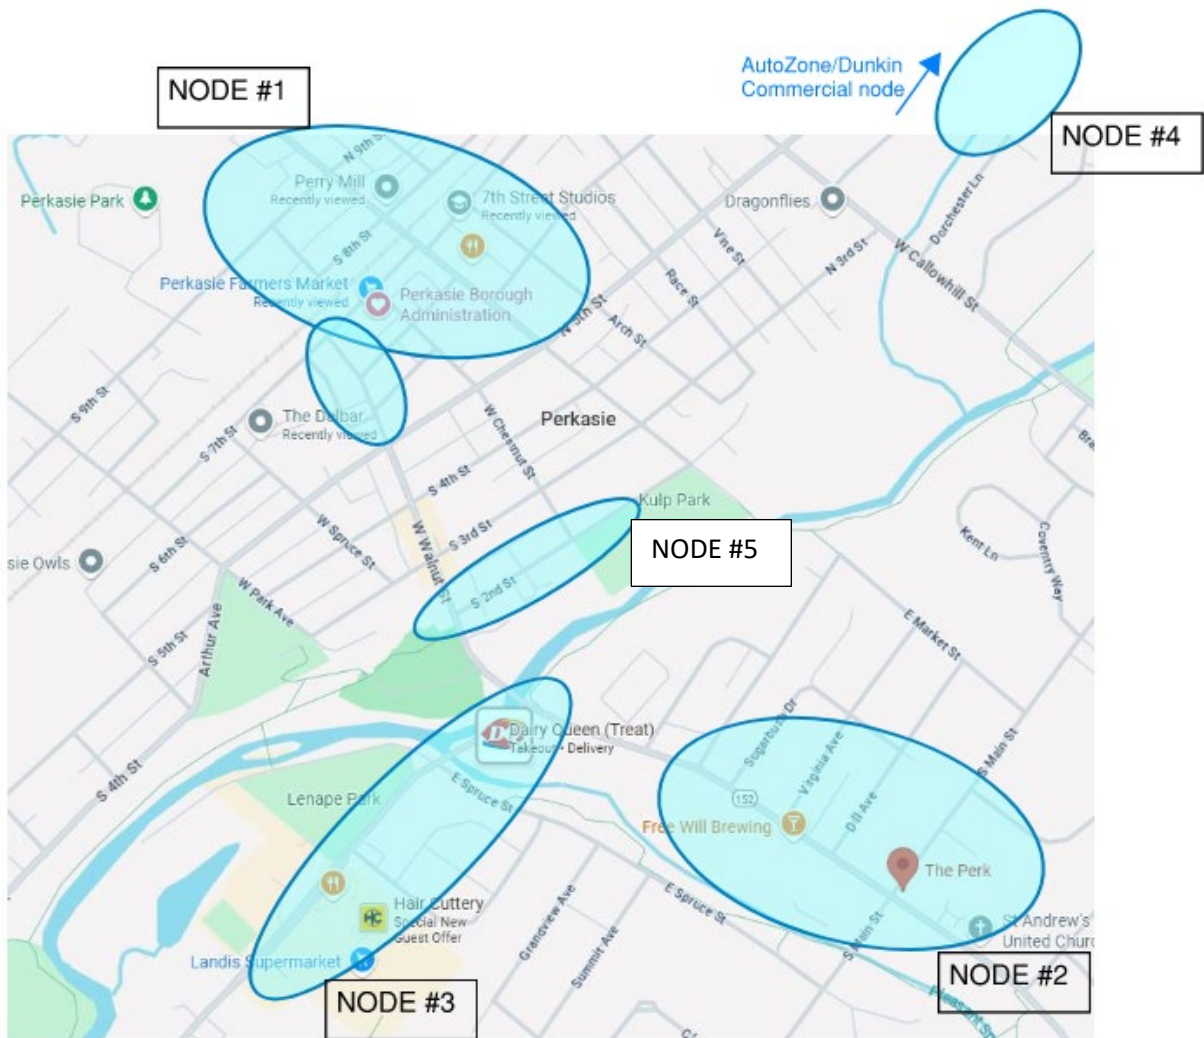 NODE #1
AutoZone/Dunkin
Commercial node
NODE #4
N 9th St
Perry Mill
Recently viewed
7th Street Studios
Recently viewed
Perkasie Park
Dragonflies
Dorchester Ln
Vine St
N 3rd St
S 8th St
W Callowhill St
Perkasie Farmers Market
Recently viewed
Race St
Perkasie Borough
Administration
N 5th St
Arch St
S 9th St
The Dalbar
Recently viewed
W Chestnut St
Perkasie
S 7th St
S 4th St
Kulp Park
W Spruce St
S 3rd St
W Walnut St
NODE #5
Kent Ln
Coventry Way
sie Owls
S 6th St
S 2nd St
W Park Ave
E Market St
Arthur Ave
S 5th St
DQ
Dairy Queen (Treat)
Takeout • Delivery
Sugarbush Dr
Virginia Ave
S Main St
S 4th St
E Spruce St
Lenape Park
152
Dill Ave
Free Will Brewing
The Perk
HC
Hair Cuttery
Special New
Guest Offer
Grandview Ave
E Spruce St
S Main St
St Andrew's
United Churc
Summit Ave
Landis Supermarket
NODE #2
NODE #3